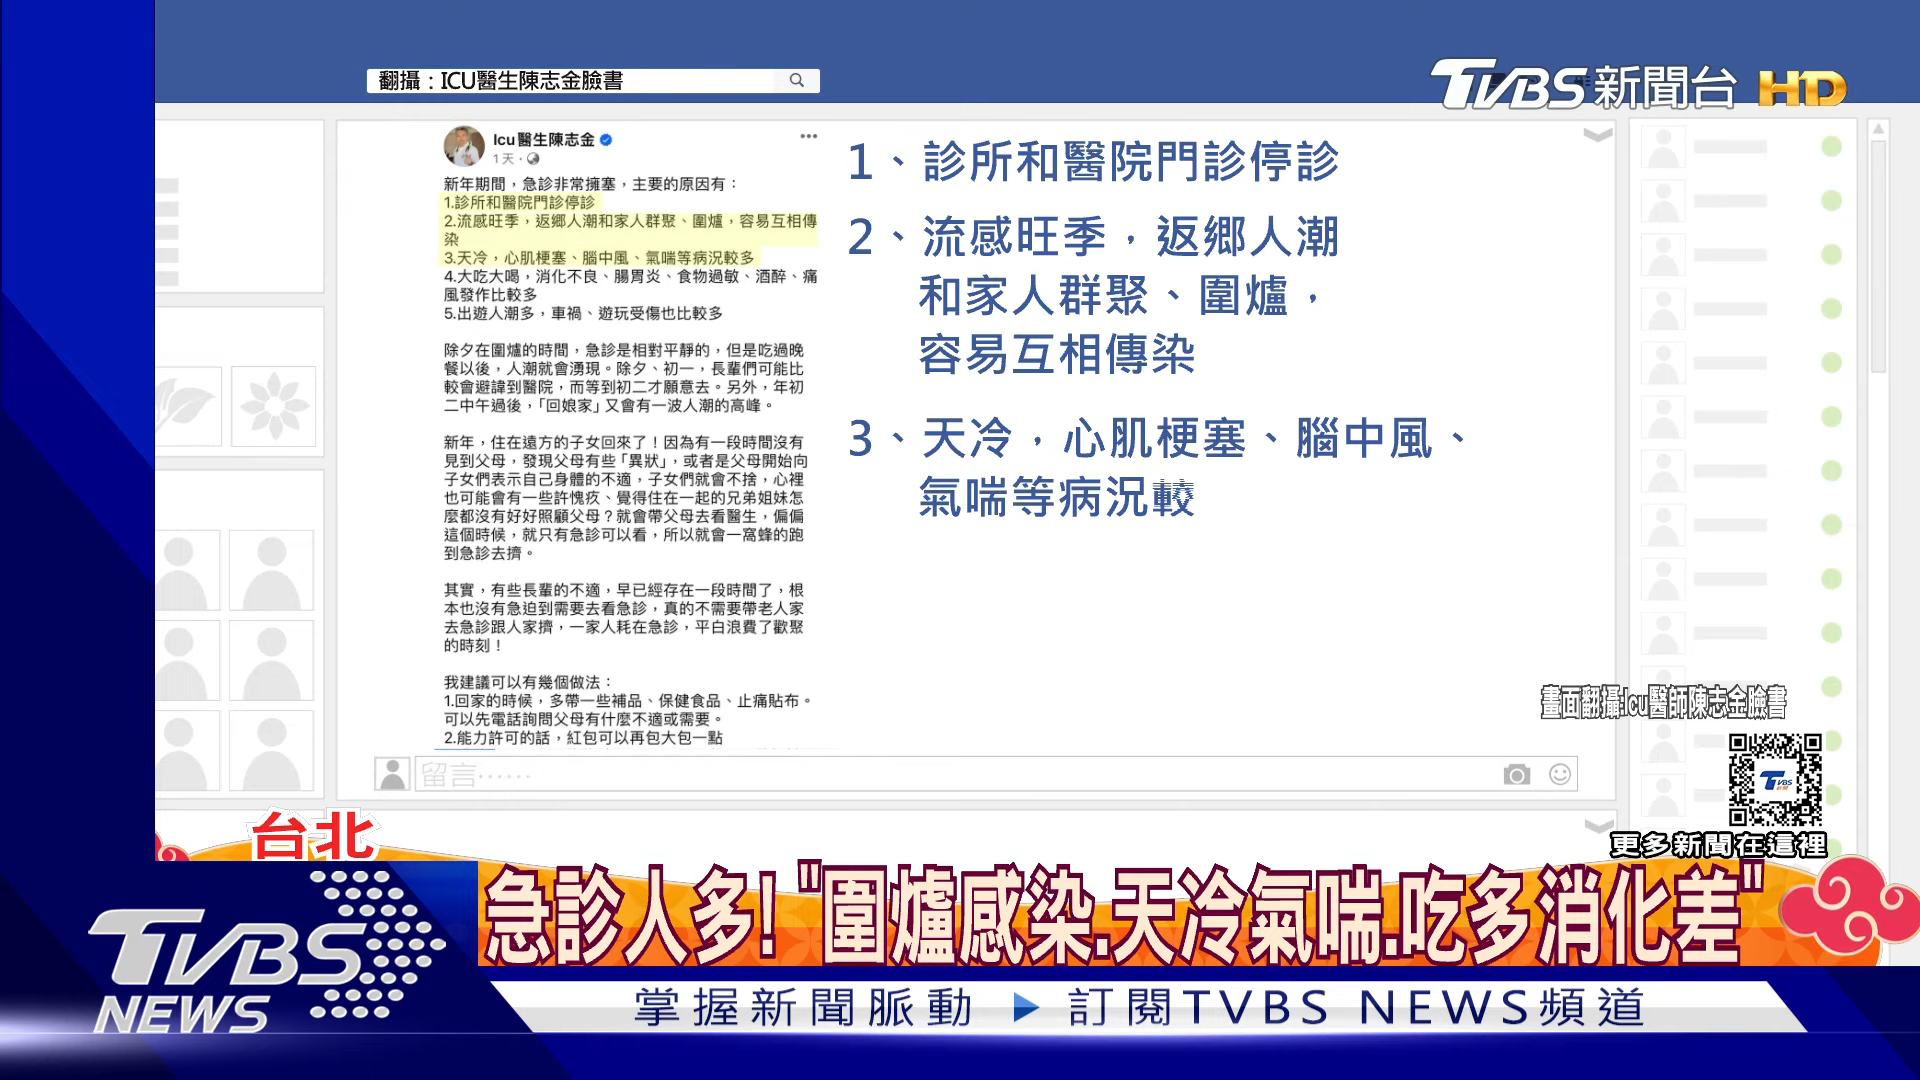 翻攝：ICU醫生陳志金臉書
TVBS新聞台 HD
Icu醫生陳志金
1天
新年期間，急診非常擁塞，主要的原因有：
1.診所和醫院門診停診
2.流感旺季，返鄉人潮和家人群聚、圍爐，容易互相傳
染
3.天冷，心肌梗塞、腦中風、氣喘等病況較多
4.大吃大喝，消化不良、腸胃炎、食物過敏、酒醉、痛
風發作比較多
5.出遊人潮多，車禍、遊玩受傷也比較多
除夕在圍爐的時間，急診是相對平靜的，但是吃過晚
餐以後，人潮就會湧現。除夕、初一，長輩們可能比
較會避諱到醫院，而等到初二才願意去。另外，年初
二中午過後，「回娘家」又會有一波人潮的高峰。
新年，住在遠方的子女回來了！因為有一段時間沒有
見到父母，發現父母有些「異狀」，或者是父母開始向
子女們表示自己身體的不適，子女們就會不捨，心裡
也可能會有一些許愧疚、覺得住在一起的兄弟姐妹怎
麼都沒有好好照顧父母？就會帶父母去看醫生，偏偏
這個時候，就只有急診可以看，所以就會一窩蜂的跑
到急診去擠。
其實，有些長輩的不適，早已經存在一段時間了，根
本也沒有急迫到需要去看急診，真的不需要帶老人家
去急診跟人家擠，一家人耗在急診，平白浪費了歡聚
的時刻！
我建議可以有幾個做法：
1.回家的時候，多帶一些補品、保健食品、止痛貼布。
可以先電話詢問父母有什麼不適或需要。
2.能力許可的話，紅包可以再包大包一點
1、診所和醫院門診停診
2、流感旺季，返鄉人潮
和家人群聚、圍爐，
容易互相傳染
3、天冷，心肌梗塞、腦中風、
氣喘等病況較
留言……
畫面翻攝:Icu醫師陳志金臉書
TVBS
更多新聞在這裡
台北
急診人多!"圍爐感染.天冷氣喘.吃多消化差"
TVBS
NEWS
掌握新聞脈動 ▶ 訂閱TVBS NEWS頻道